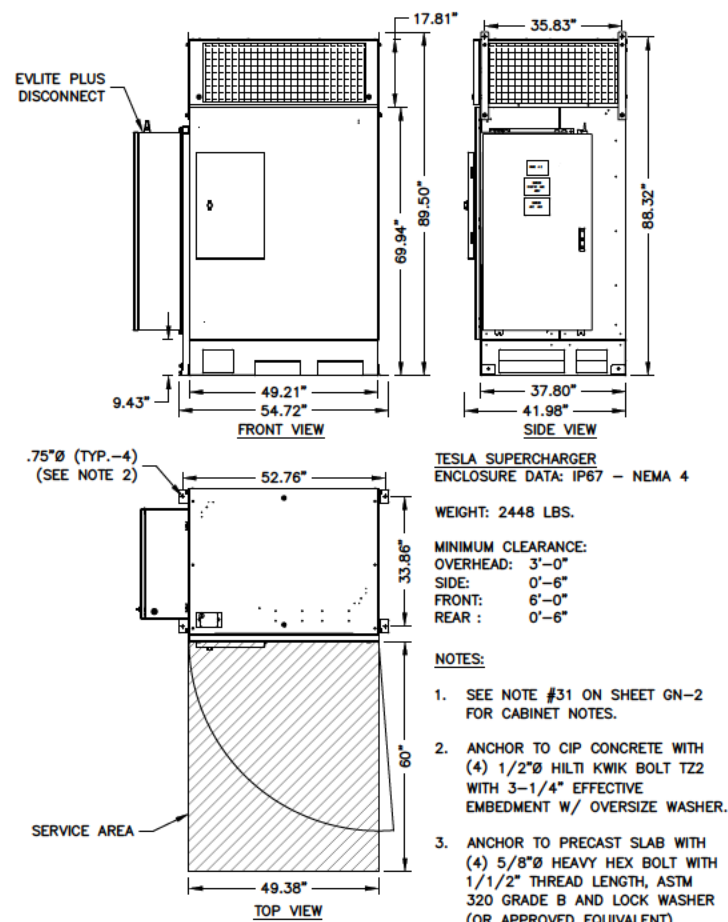 17.81"
35.83"
EVLITE PLUS
DISCONNECT
69.94"
89.50"
88.32"
9.43"
49.21"
54.72"
FRONT VIEW
37.80"
41.98"
SIDE VIEW
.75"Ø (TYP.-4)
(SEE NOTE 2)
52.76"
33.86"
60"
SERVICE AREA
49.38"
TOP VIEW
TESLA SUPERCHARGER
ENCLOSURE DATA: IP67 - NEMA 4
WEIGHT: 2448 LBS.
MINIMUM CLEARANCE:
OVERHEAD: 3'-0"
SIDE: 0'-6"
FRONT: 6'-0"
REAR : 0'-6"
NOTES:
1. SEE NOTE #31 ON SHEET GN-2
FOR CABINET NOTES.
2. ANCHOR TO CIP CONCRETE WITH
(4) 1/2"Ø HILTI KWIK BOLT TZ2
WITH 3-1/4" EFFECTIVE
EMBEDMENT W/ OVERSIZE WASHER.
3. ANCHOR TO PRECAST SLAB WITH
(4) 5/8"Ø HEAVY HEX BOLT WITH
1/1/2" THREAD LENGTH, ASTM
320 GRADE B AND LOCK WASHER
(OR APPROVED EQUIVALENT)